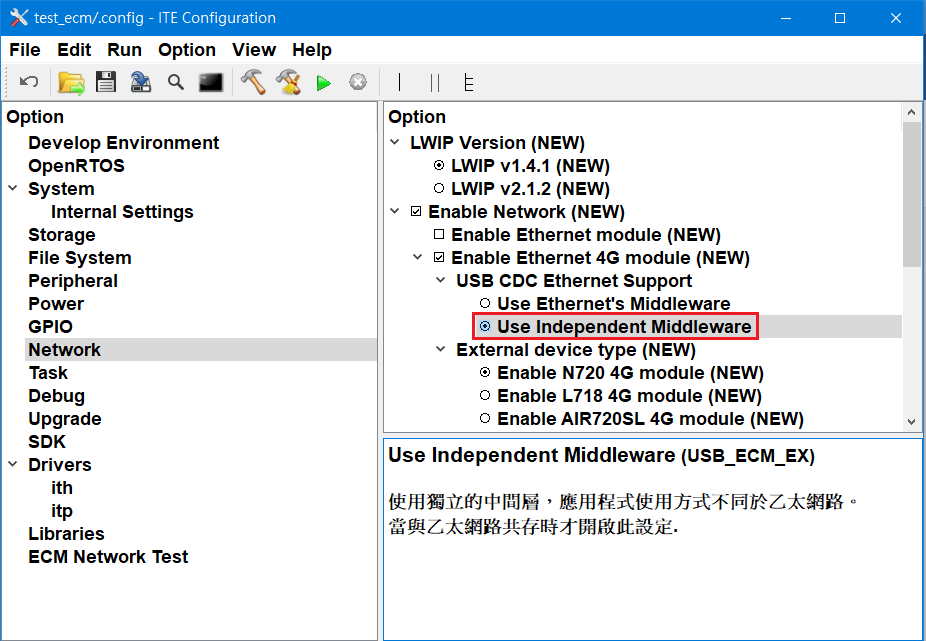 test_ecm/.config - ITE Configuration
File Edit Run Option View Help
Option
Develop Environment
OpenRTOS
System
Internal Settings
Storage
File System
Peripheral
Power
GPIO
Network
Task
Debug
Upgrade
SDK
Drivers
ith
itp
Libraries
ECM Network Test
Option
LWIP Version (NEW)
LWIP v1.4.1 (NEW)
LWIP v2.1.2 (NEW)
Enable Network (NEW)
Enable Ethernet module (NEW)
Enable Ethernet 4G module (NEW)
USB CDC Ethernet Support
Use Ethernet's Middleware
Use Independent Middleware
External device type (NEW)
Enable N720 4G module (NEW)
Enable L718 4G module (NEW)
Enable AIR720SL 4G module (NEW)
Use Independent Middleware (USB_ECM_EX)
使用獨立的中間層，應用程式使用方式不同於乙太網路。
當與乙太網路共存時才開啟此設定.